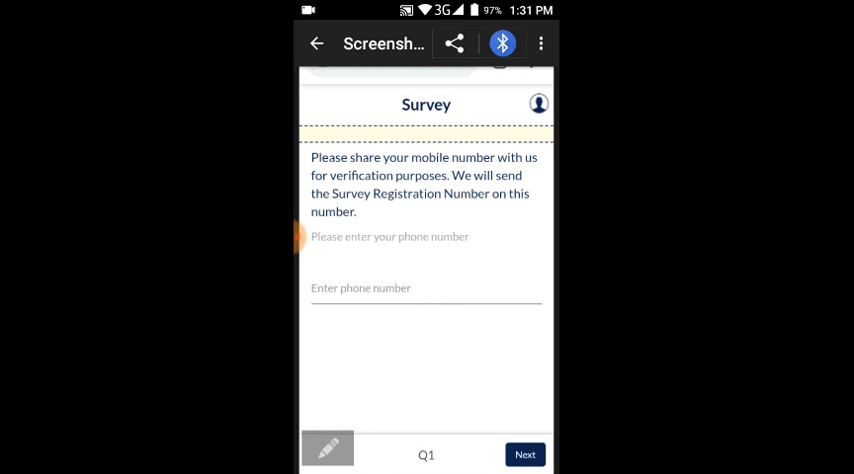 3G 97% 1:31 PM
Screensh...
Survey
Please share your mobile number with us
for verification purposes. We will send
the Survey Registration Number on this
number.
Please enter your phone number
Enter phone number
Q1
Next